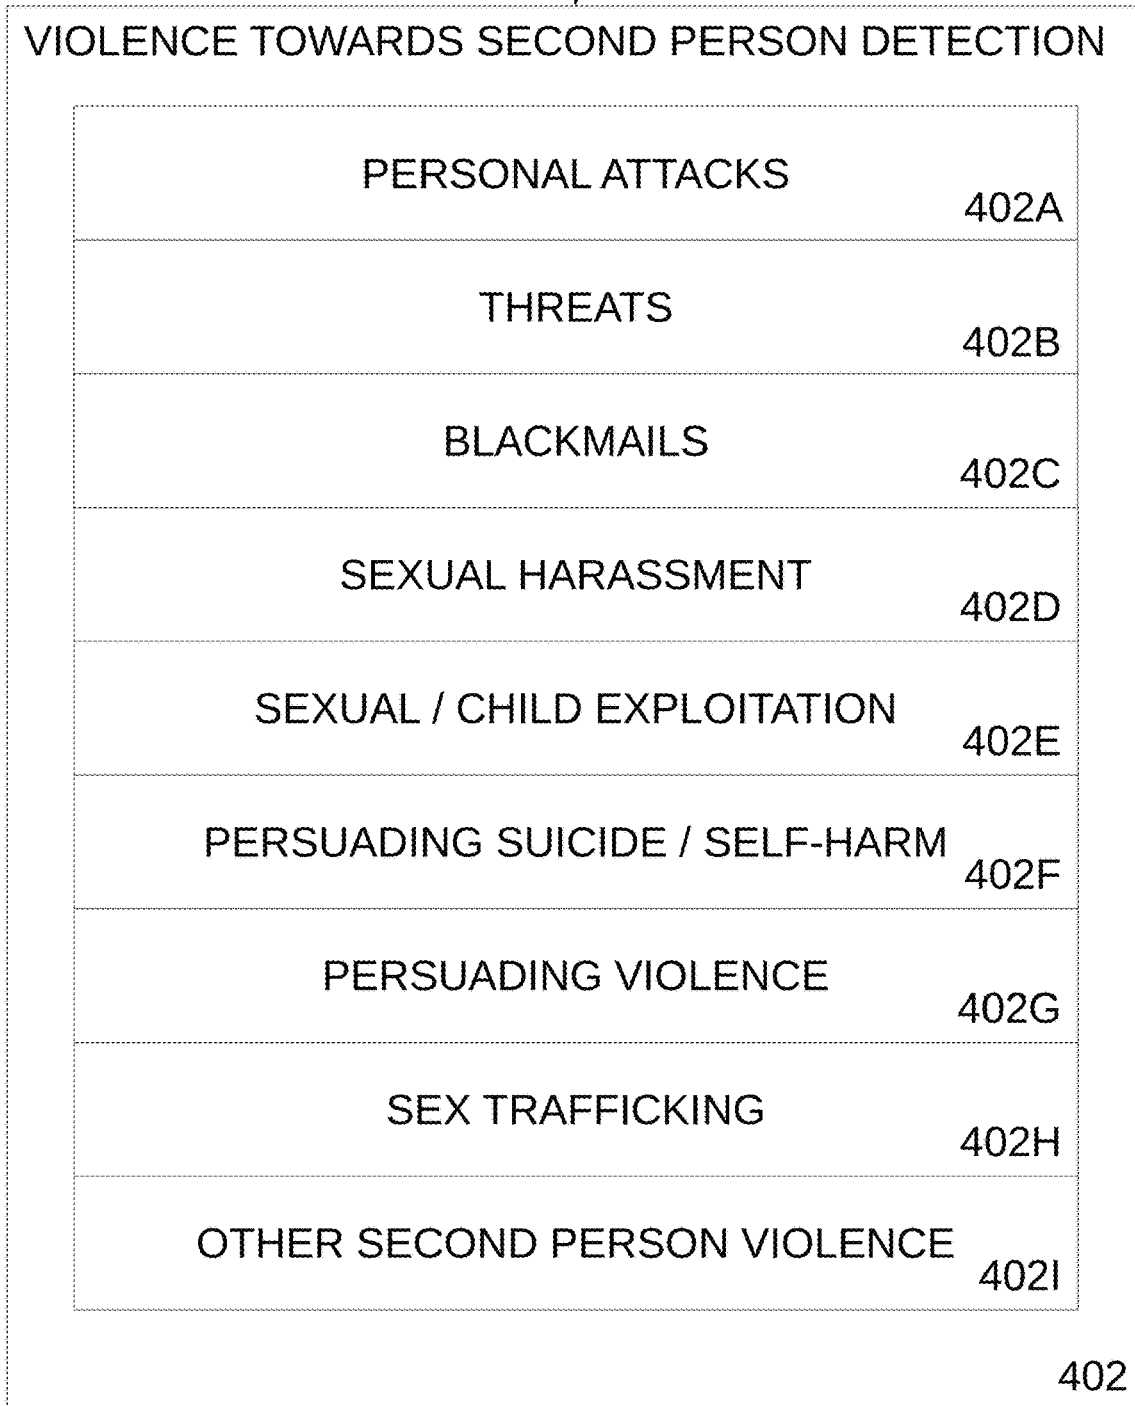 VIOLENCE TOWARDS SECOND PERSON DETECTION
PERSONAL ATTACKS
402A
THREATS
402B
BLACKMAILS
402C
SEXUAL HARASSMENT
402D
SEXUAL / CHILD EXPLOITATION
402E
PERSUADING SUICIDE / SELF-HARM
402F
PERSUADING VIOLENCE
402G
SEX TRAFFICKING
402H
OTHER SECOND PERSON VIOLENCE
402I
402